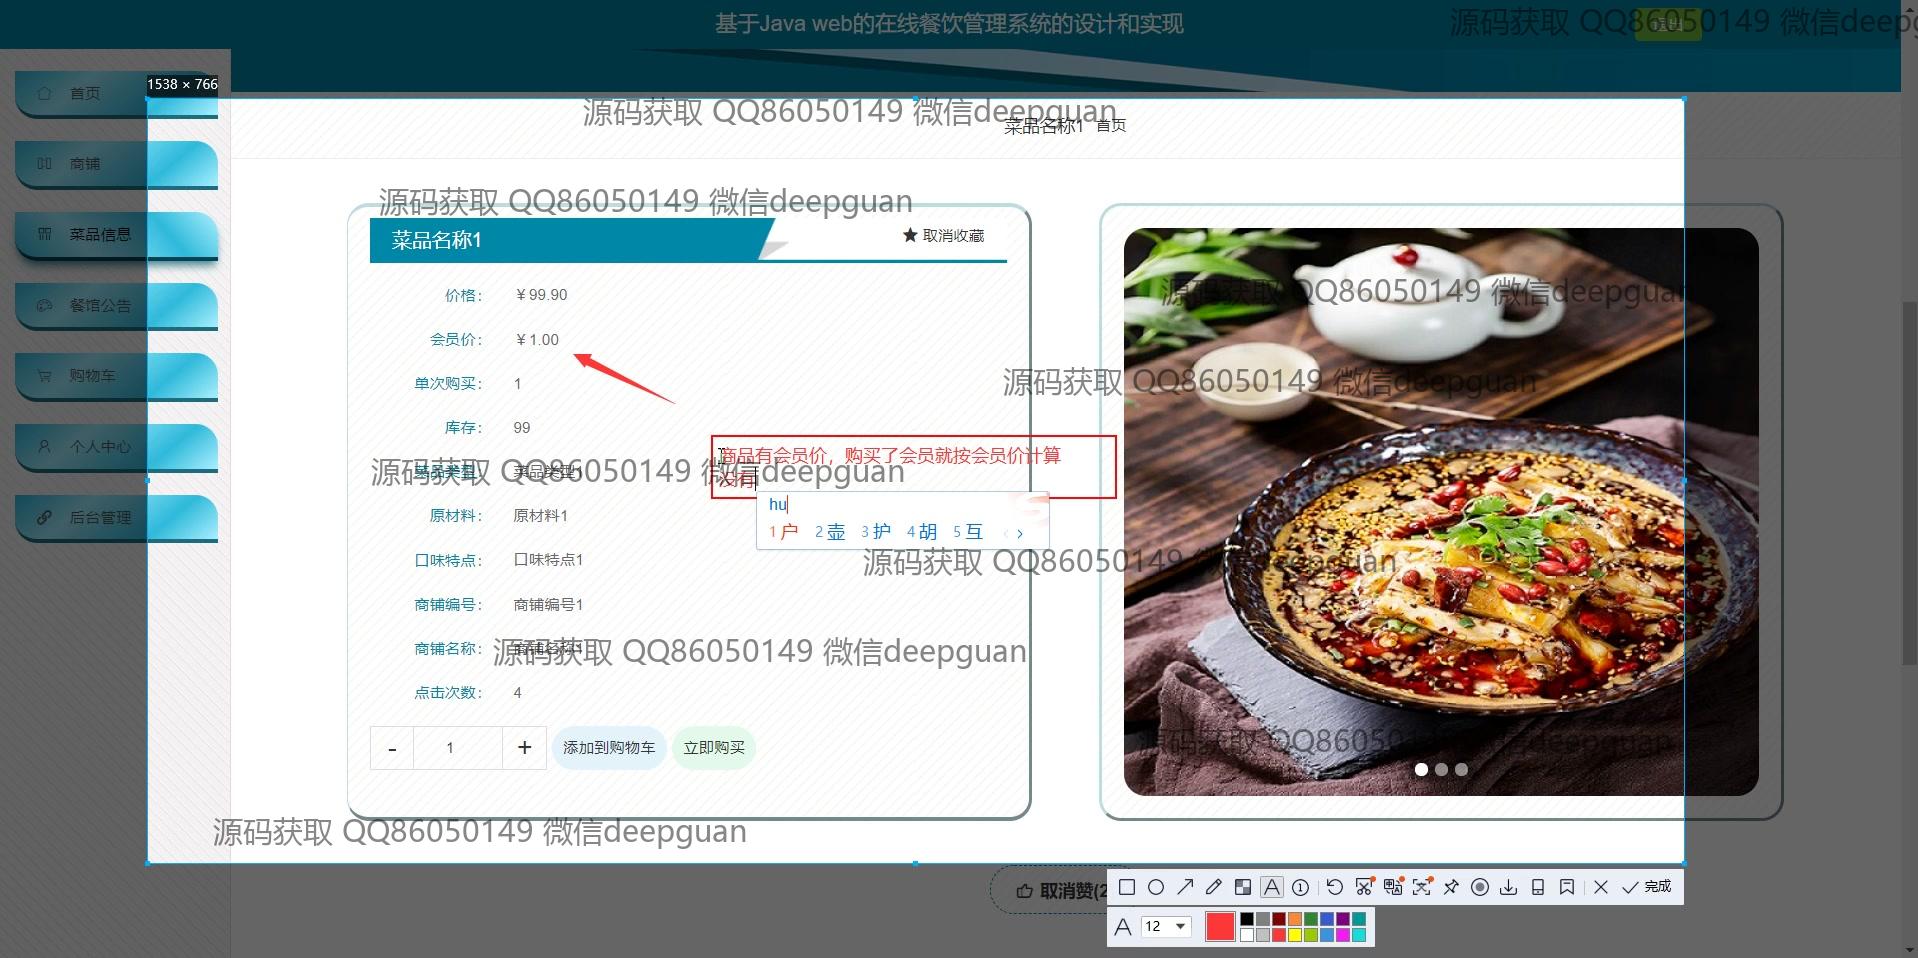 基于Java web的在线餐饮管理系统的设计和实现
源码获取 QQ86050149 微信deepg
退出
1538 × 766
首页
商铺
菜品信息
餐馆公告
购物车
个人中心
后台管理
源码获取 QQ86050149 微信deepguan
菜品名称1 首页
源码获取 QQ86050149 微信deepguan
菜品名称1
取消收藏
价格： ￥99.90
源码获取 QQ86050149 微信deepguan
会员价： ￥1.00
单次购买： 1
源码获取 QQ86050149 微信deepguan
库存： 99
商品有会员价，购买了会员就按会员价计算
没有
菜品类型： 菜品类型1
源码获取 QQ86050149 微信deepguan
hu
1 户 2 壶 3 护 4 胡 5 互
原材料： 原材料1
口味特点： 口味特点1
源码获取 QQ86050149 微信deepguan
商铺编号： 商铺编号1
商铺名称： 商铺名称1
源码获取 QQ86050149 微信deepguan
点击次数： 4
- 1 + 添加到购物车 立即购买
源码获取 QQ86050149 微信deepguan
源码获取 QQ86050149 微信deepguan
取消赞(2
完成
A 12